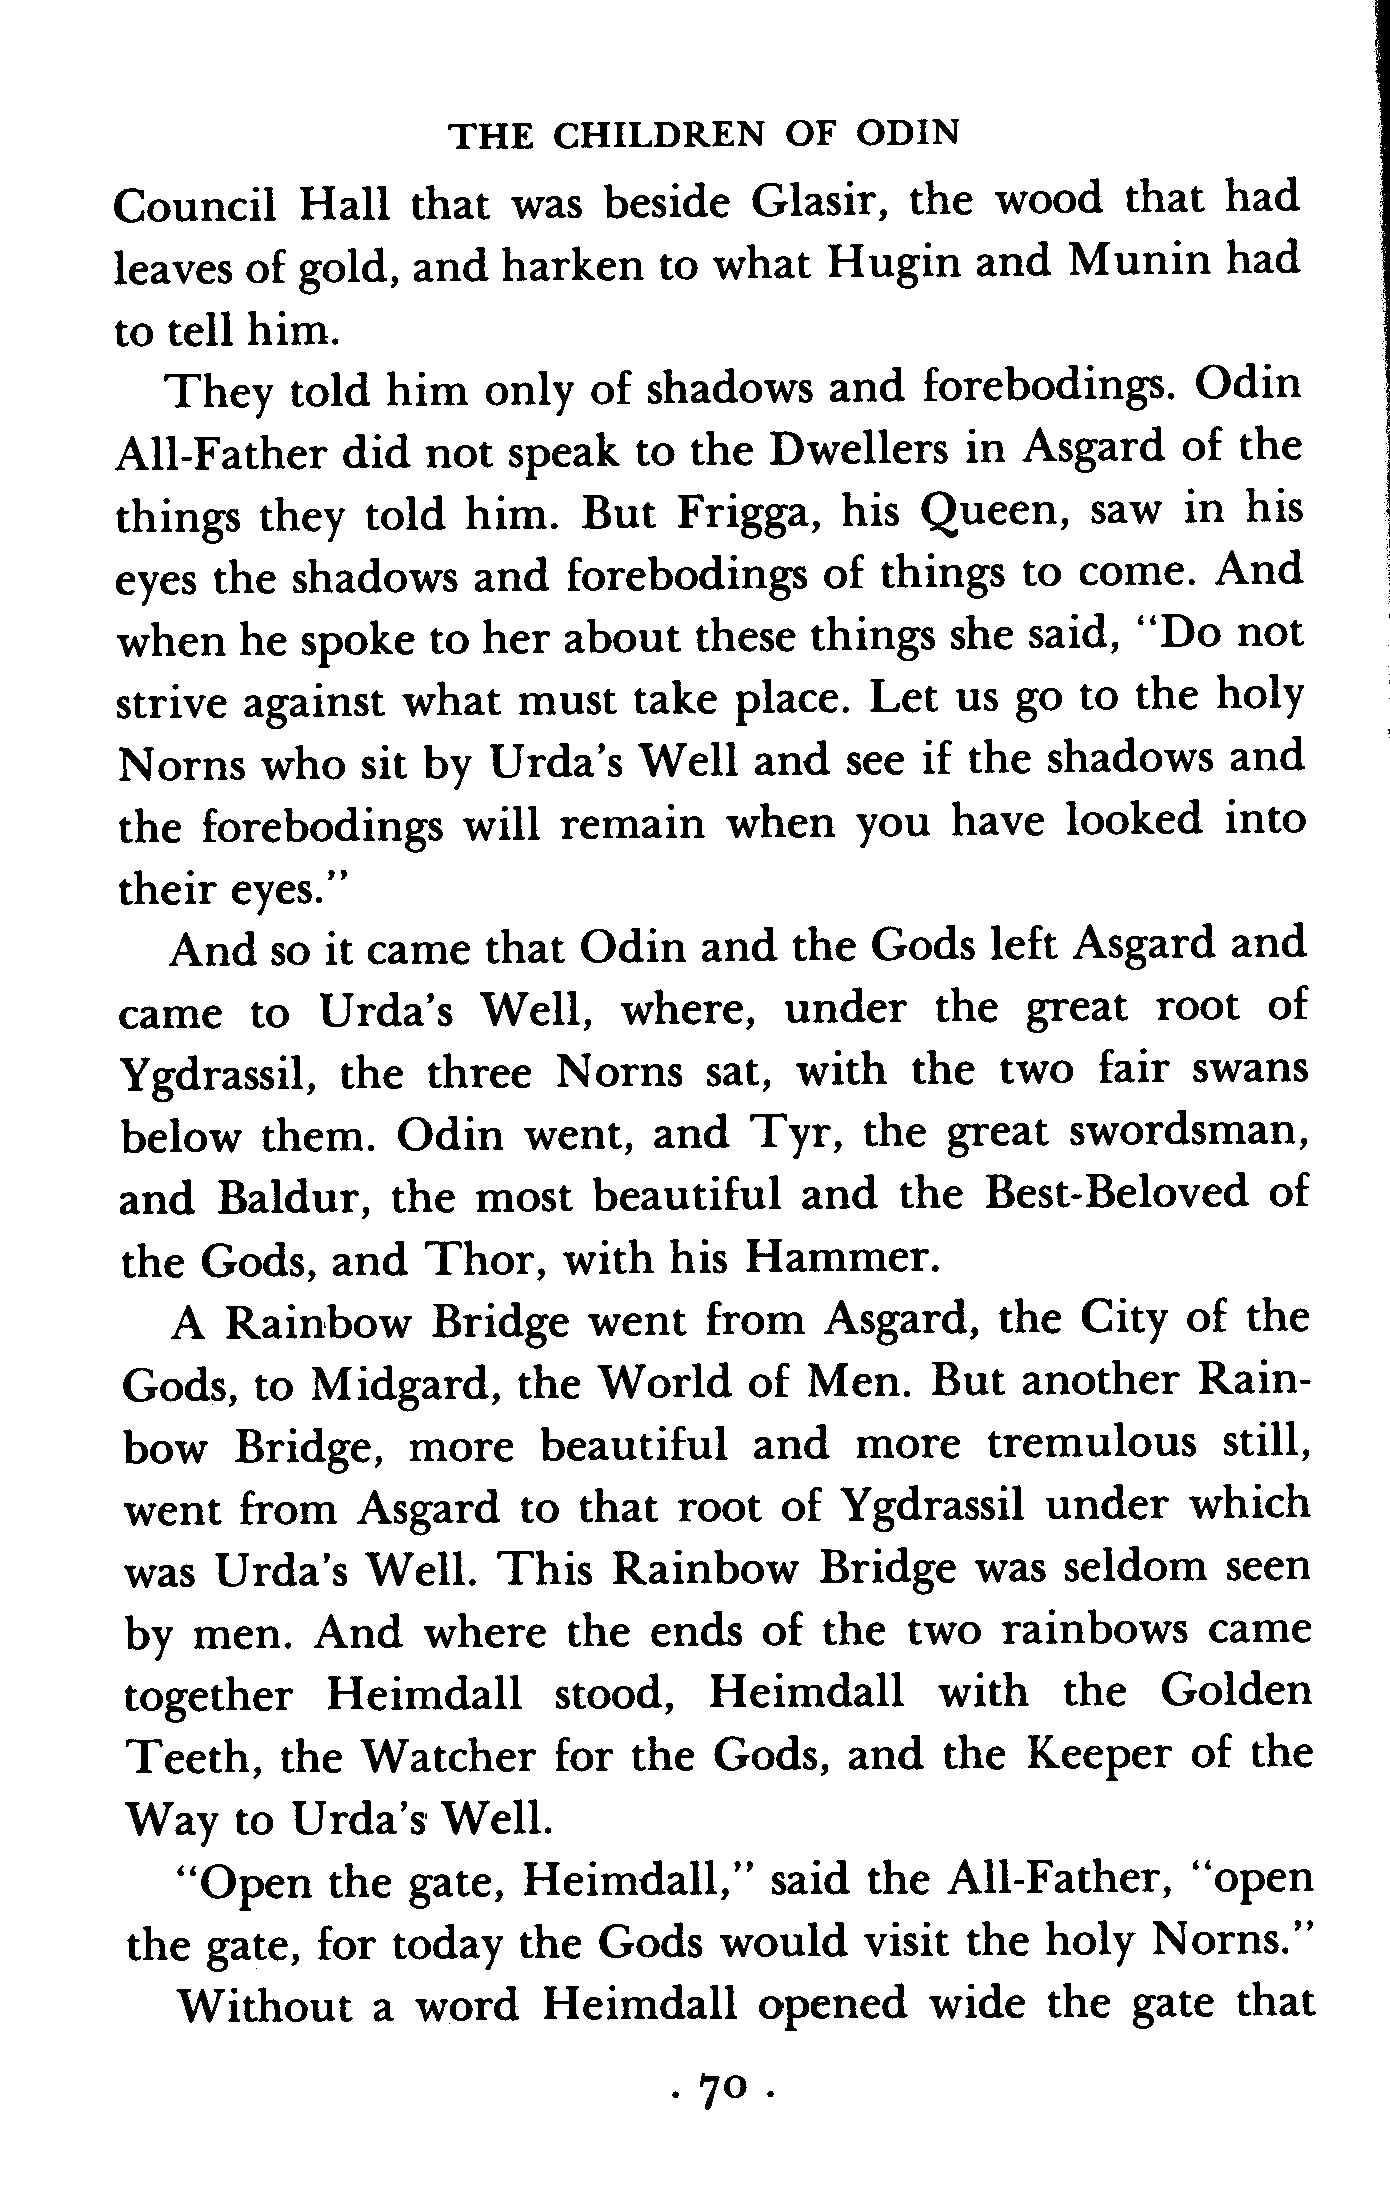 THE CHILDREN OF ODIN
Council Hall that was beside Glasir, the wood that had
leaves of gold, and harken to what Hugin and Munin had
to tell him.
They told him only of shadows and forebodings. Odin
All-Father did not speak to the Dwellers in Asgard of the
things they told him. But Frigga, his Queen, saw in his
eyes the shadows and forebodings of things to come. And
when he spoke to her about these things she said, "Do not
strive against what must take place. Let us go to the holy
Norns who sit by Urda's Well and see if the shadows and
the forebodings will remain when you have looked into
their eyes."
And so it came that Odin and the Gods left Asgard and
came to Urda's Well, where, under the great root of
Ygdrassil, the three Norns sat, with the two fair swans
below them. Odin went, and Tyr, the great swordsman,
and Baldur, the most beautiful and the Best-Beloved of
the Gods, and Thor, with his Hammer.
A Rainbow Bridge went from Asgard, the City of the
Gods, to Midgard, the World of Men. But another Rain-
bow Bridge, more beautiful and more tremulous still,
went from Asgard to that root of Ygdrassil under which
was Urda's Well. This Rainbow Bridge was seldom seen
by men. And where the ends of the two rainbows came
together Heimdall stood, Heimdall with the Golden
Teeth, the Watcher for the Gods, and the Keeper of the
Way to Urda's Well.
"Open the gate, Heimdall," said the All-Father, "open
the gate, for today the Gods would visit the holy Norns."
Without a word Heimdall opened wide the gate that
. 70 .